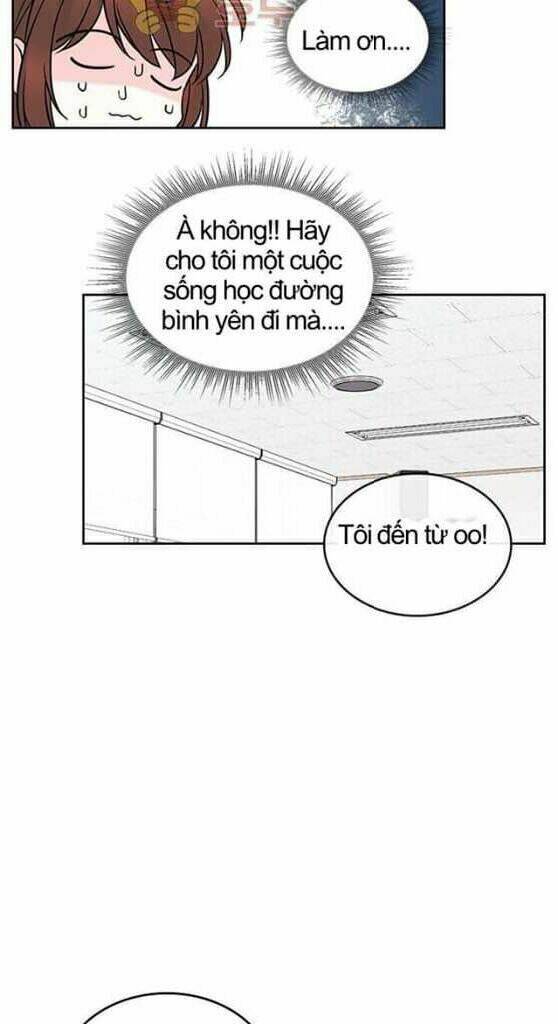 Làm ơn....
À không!! Hãy
cho tôi một cuộc
sống học đường
bình yên đi mà....
Tôi đến từ oo!